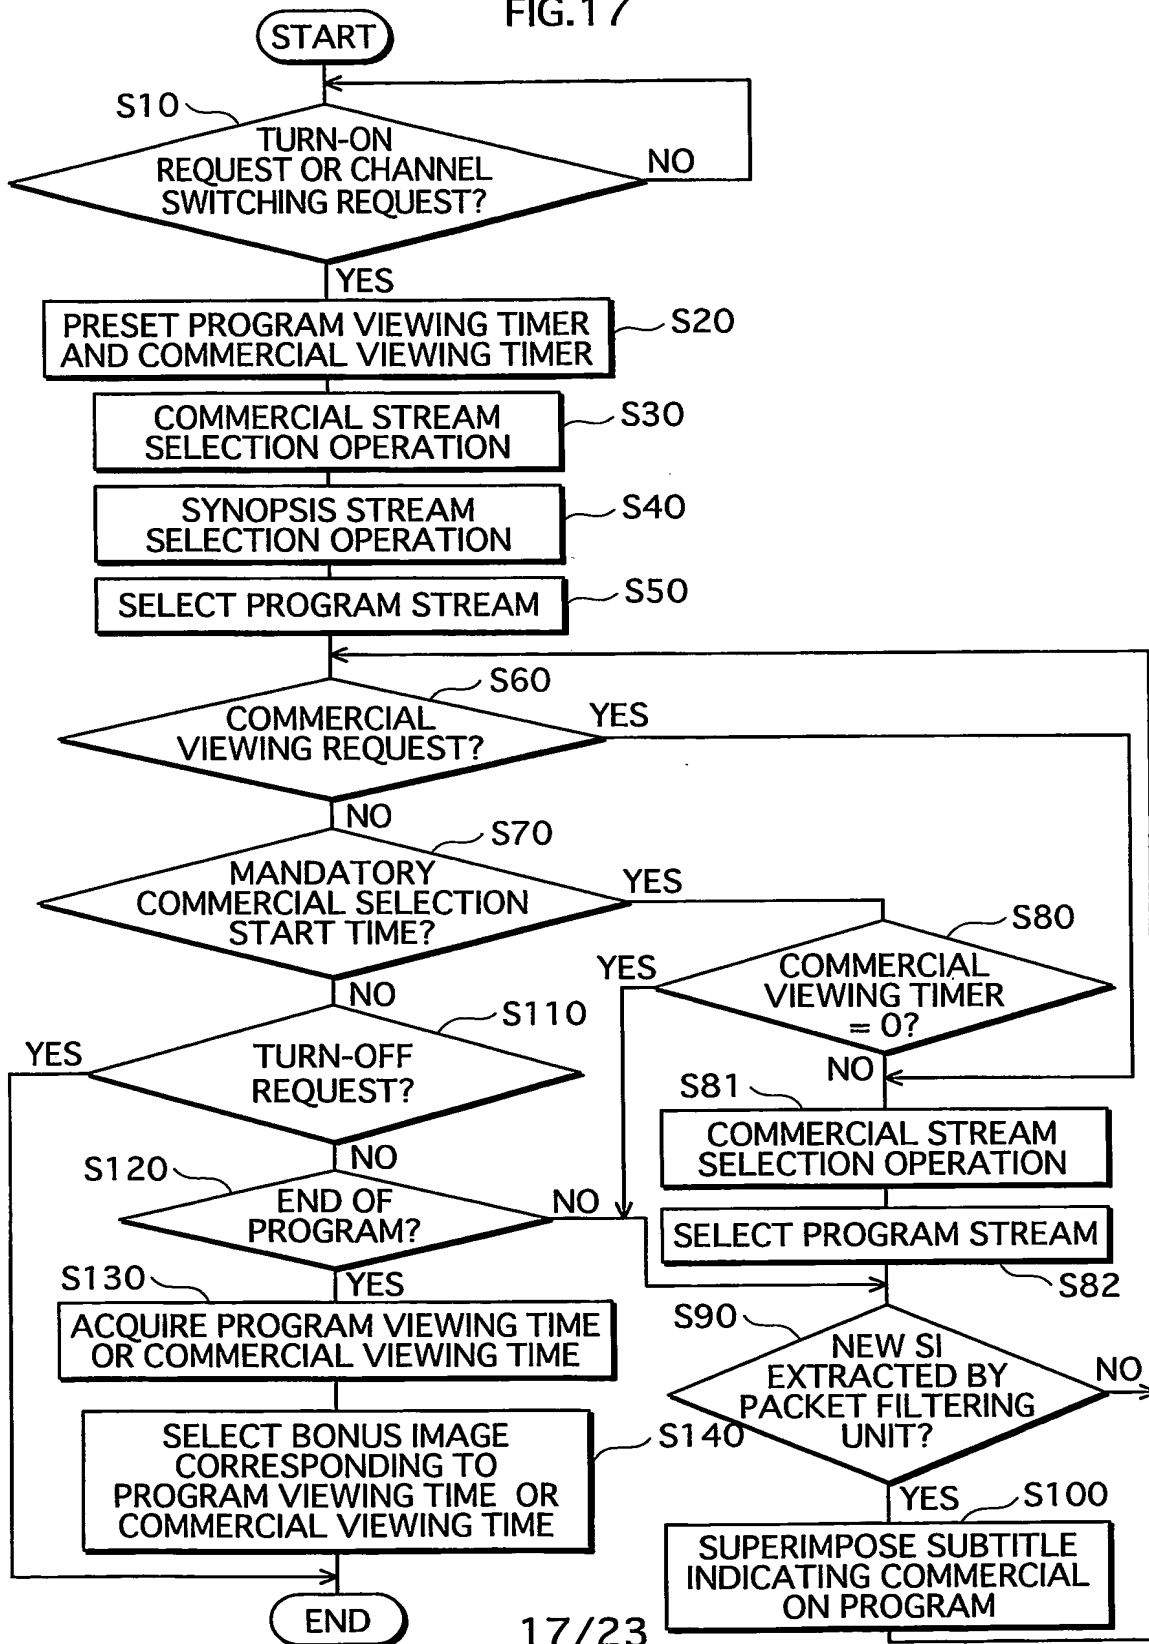 FIG.17
START
S10
TURN-ON
REQUEST OR CHANNEL
SWITCHING REQUEST?
NO
YES
PRESET PROGRAM VIEWING TIMER
AND COMMERCIAL VIEWING TIMER
S20
COMMERCIAL STREAM
SELECTION OPERATION
S30
SYNOPSIS STREAM
SELECTION OPERATION
S40
SELECT PROGRAM STREAM
S50
S60
COMMERCIAL
VIEWING REQUEST?
YES
NO
S70
MANDATORY
COMMERCIAL SELECTION
START TIME?
YES
NO
S80
COMMERCIAL
VIEWING TIMER
= 0?
YES
NO
S110
TURN-OFF
REQUEST?
YES
NO
S81
COMMERCIAL STREAM
SELECTION OPERATION
S120
END OF
PROGRAM?
NO
YES
SELECT PROGRAM STREAM
S82
S130
ACQUIRE PROGRAM VIEWING TIME
OR COMMERCIAL VIEWING TIME
S90
NEW SI
EXTRACTED BY
PACKET FILTERING
UNIT?
NO
YES
SELECT BONUS IMAGE
CORRESPONDING TO
PROGRAM VIEWING TIME OR
COMMERCIAL VIEWING TIME
S140
S100
SUPERIMPOSE SUBTITLE
INDICATING COMMERCIAL
ON PROGRAM
END
17/23